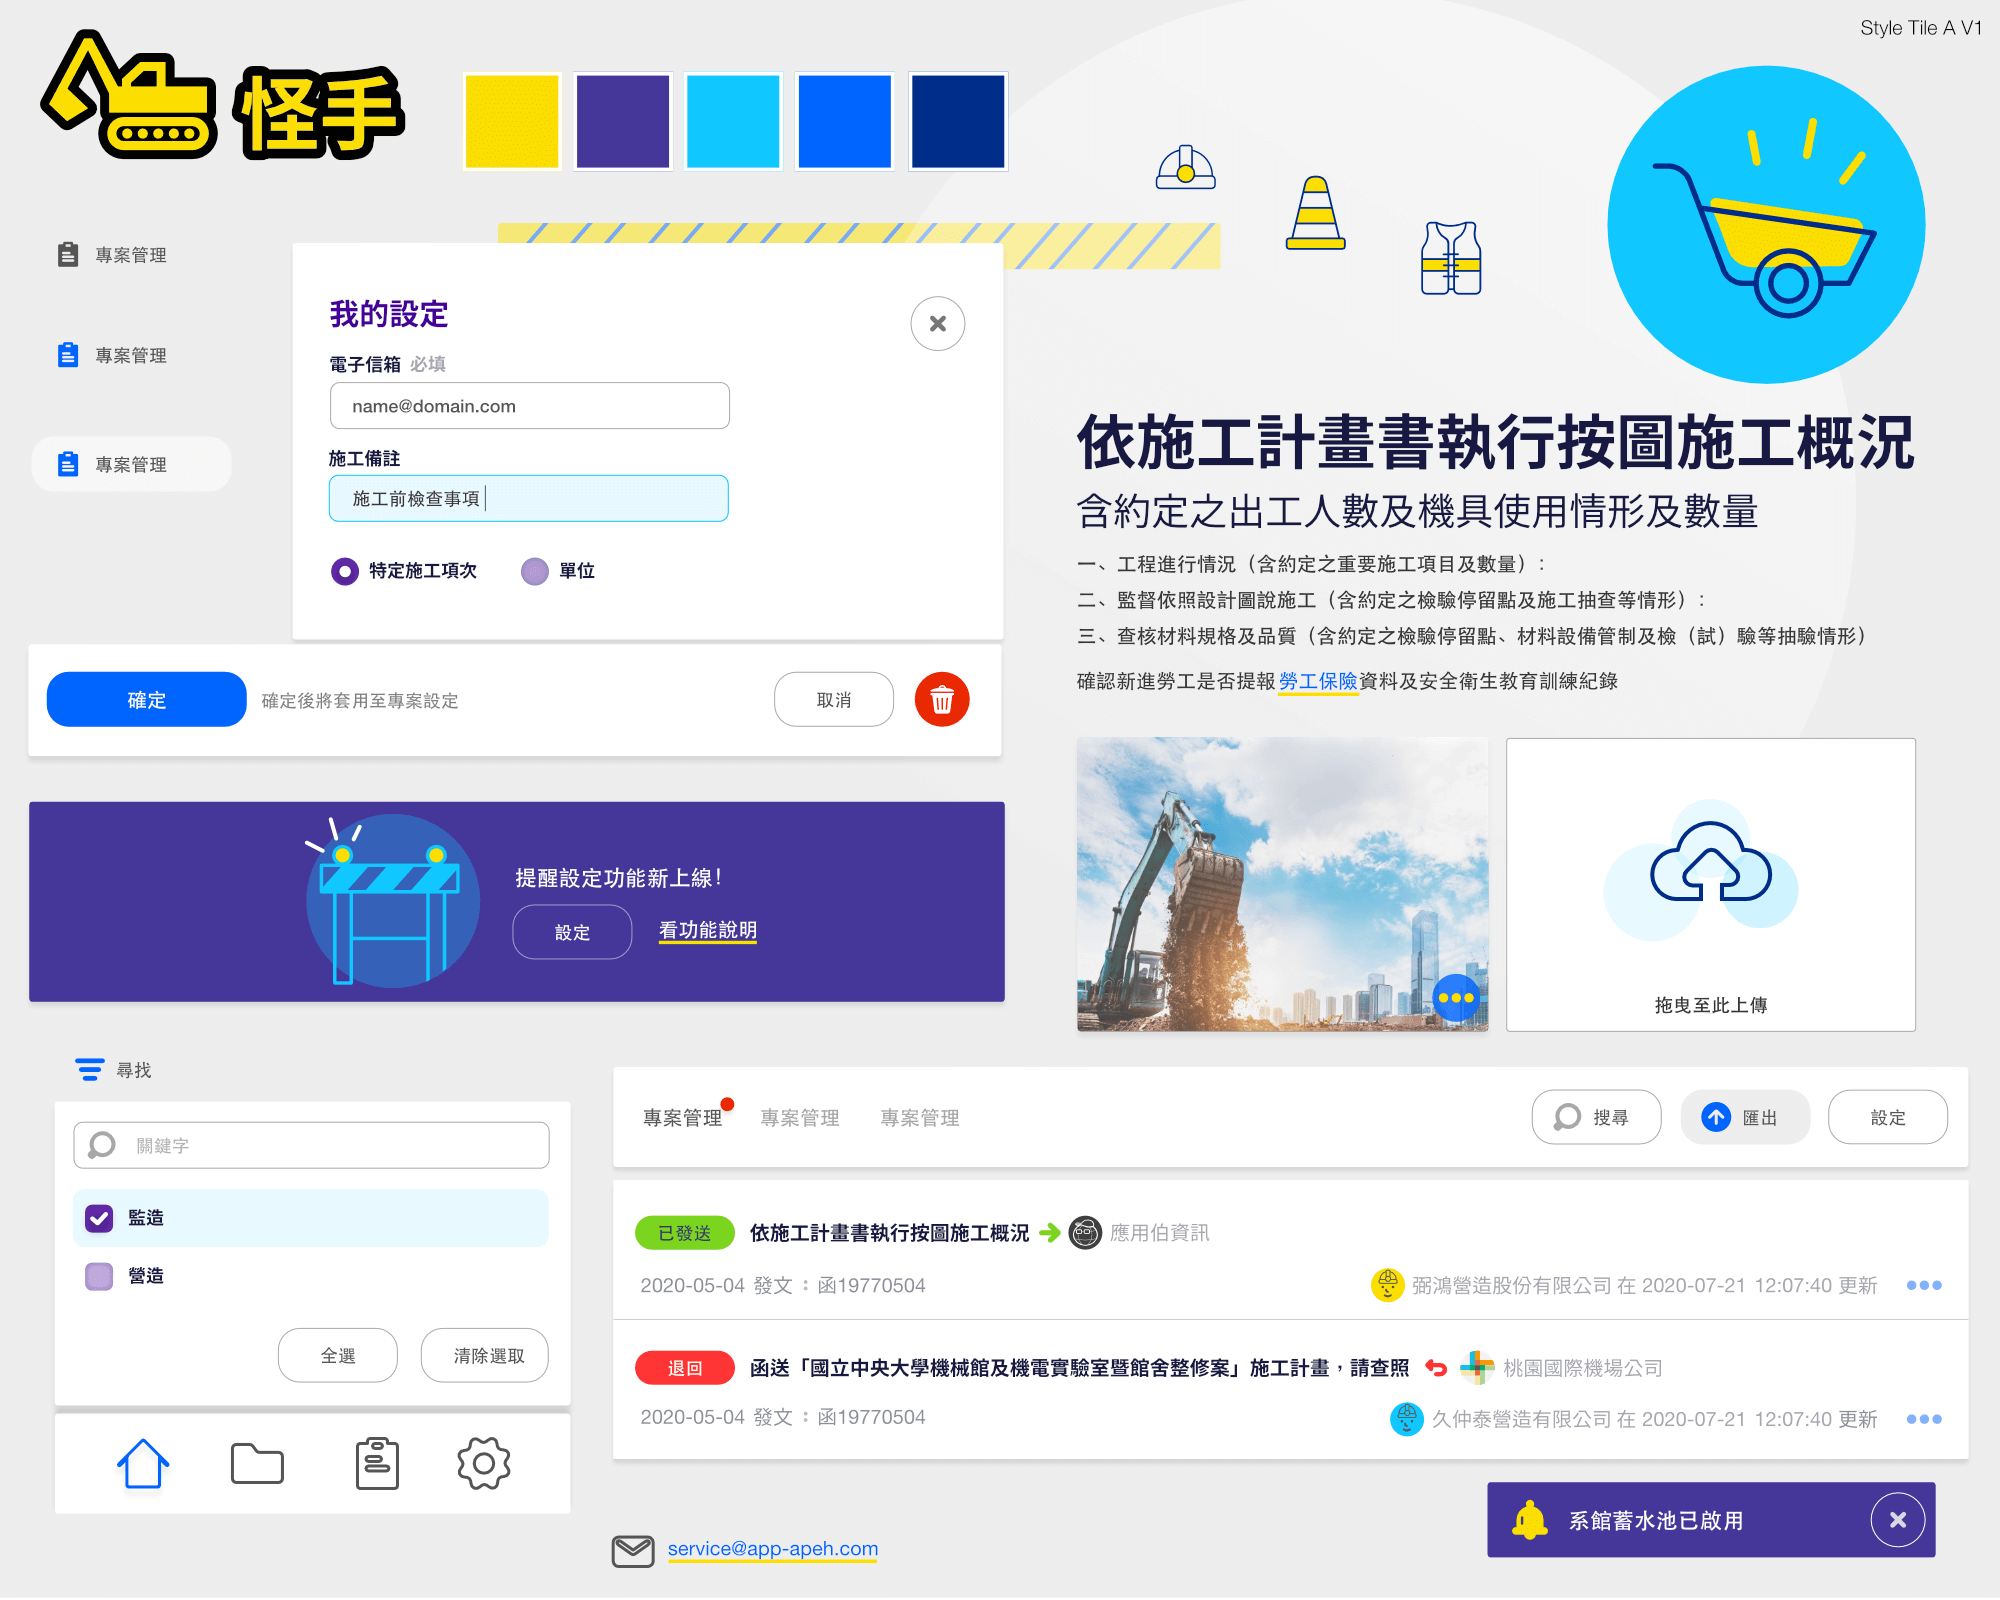 Style Tile A V1
怪手
專案管理
專案管理
專案管理
我的設定
電子信箱 必填
name@domain.com
施工備註
施工前檢查事項
特定施工項次 單位
確定 確定後將套用至專案設定 取消
提醒設定功能新上線！
設定 看功能說明
依施工計畫書執行按圖施工概況
含約定之出工人數及機具使用情形及數量
一、工程進行情況（含約定之重要施工項目及數量）：
二、監督依照設計圖說施工（含約定之檢驗停留點及施工抽查等情形）：
三、查核材料規格及品質（含約定之檢驗停留點、材料設備管制及檢（試）驗等抽驗情形）
確認新進勞工是否提報勞工保險資料及安全衛生教育訓練紀錄
拖曳至此上傳
尋找
關鍵字
監造
營造
全選 清除選取
專案管理 專案管理 專案管理 搜尋 匯出 設定
已發送 依施工計畫書執行按圖施工概況 應用伯資訊
2020-05-04 發文：函19770504 弼鴻營造股份有限公司 在 2020-07-21 12:07:40 更新
退回 函送「國立中央大學機械館及機電實驗室暨館舍整修案」施工計畫，請查照 桃園國際機場公司
2020-05-04 發文：函19770504 久仲泰營造有限公司 在 2020-07-21 12:07:40 更新
系館蓄水池已啟用
service@app-apeh.com